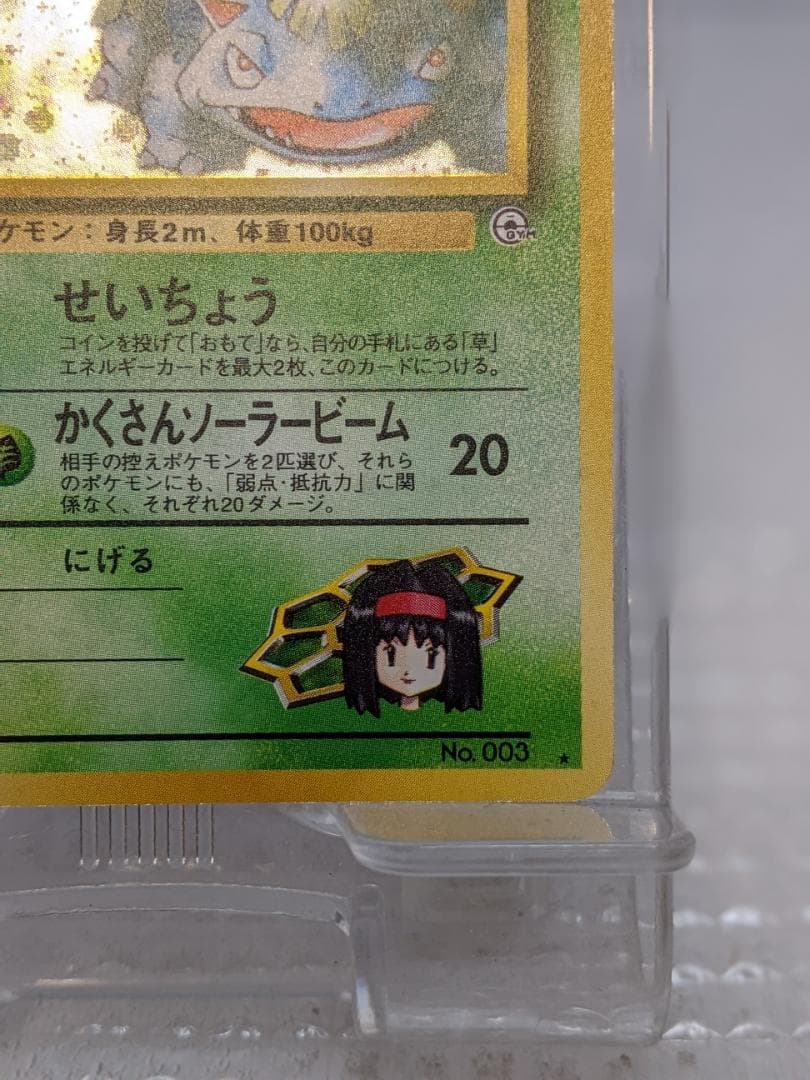 ケモン：身長2m、体重100kg
GYM
せいちょう
コインを投げて「おもて」なら、自分の手札にある「草」
エネルギーカードを最大2枚、このカードにつける。
かくさんソーラービーム
20
相手の控えポケモンを2匹選び、それら
のポケモンにも、「弱点・抵抗力」に関
係なく、それぞれ20ダメージ。
にげる
No. 003 ★